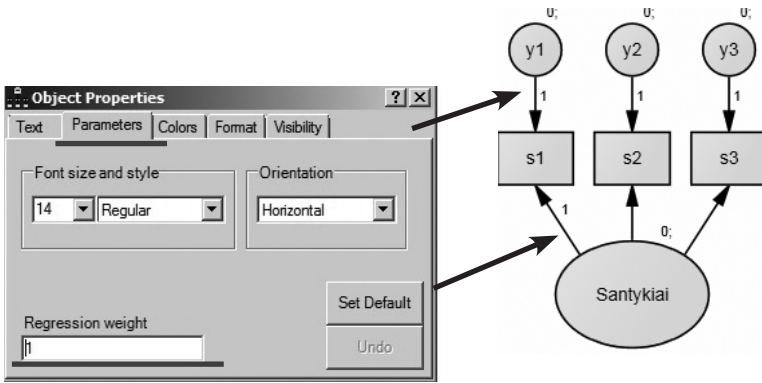 Object Properties
? X
Text Parameters Colors Format Visibility
Font size and style
14 Regular
Orientation
Horizontal
Regression weight
1
Set Default
Undo
0; 0; 0;
y1 y2 y3
1 1 1
s1 s2 s3
1
0;
Santykiai